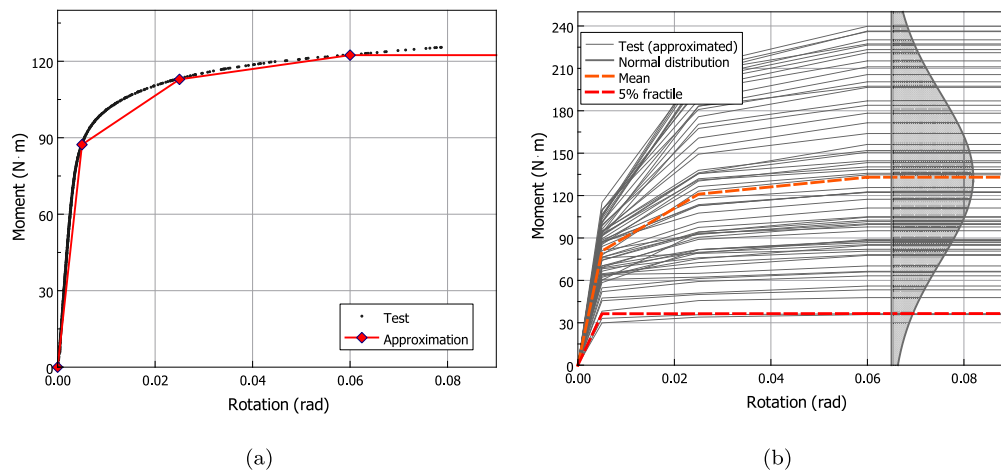 Moment (N·m)
120
90
60
30
0
0.00
0.02
0.04
0.06
0.08
Rotation (rad)
Test
Approximation
(a)
Moment (N·m)
250
210
180
150
120
90
60
30
0
0.00
0.02
0.04
0.06
0.08
Rotation (rad)
Test (approximated)
Normal distribution
Mean
5% fractile
(b)